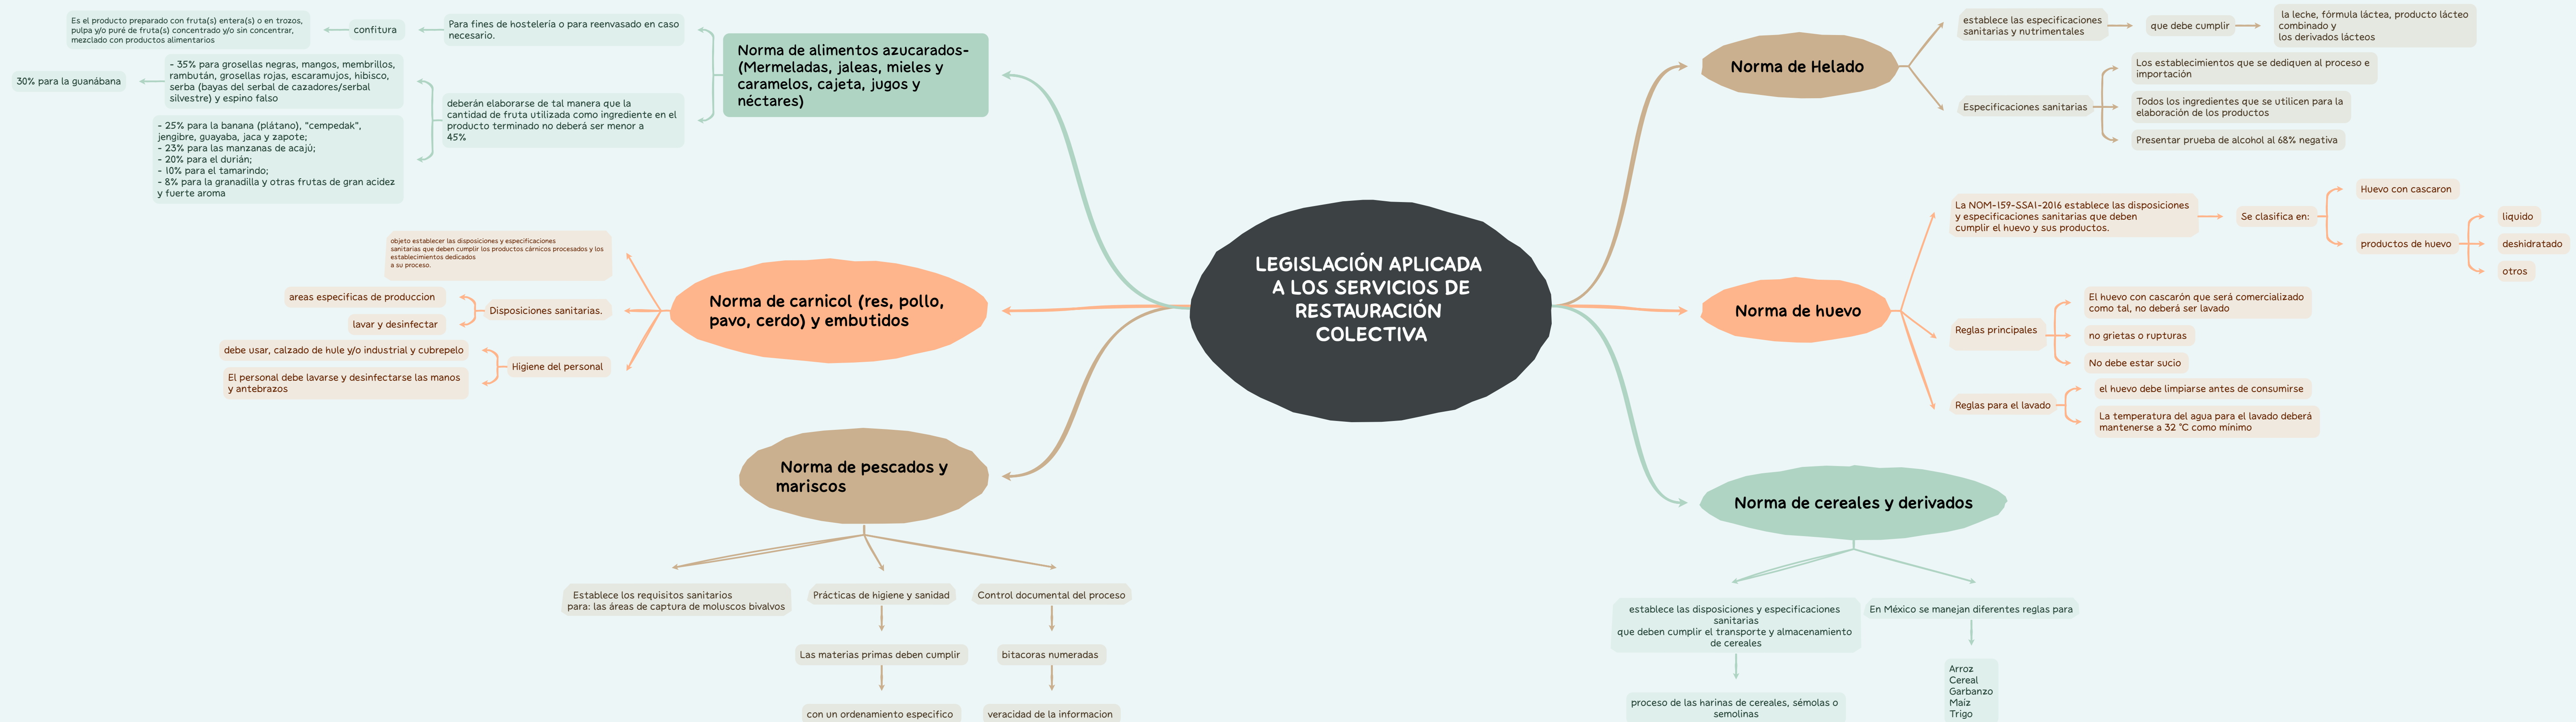 LEGISLACIÓN APLICADA
A LOS SERVICIOS DE
RESTAURACIÓN
COLECTIVA
Norma de alimentos azucarados-
(Mermeladas, jaleas, mieles y
caramelos, cajeta, jugos y
néctares)
Para fines de hostelería o para reenvasado en caso
necesario.
confitura
Es el producto preparado con fruta(s) entera(s) o en trozos,
pulpa y/o puré de fruta(s) concentrado y/o sin concentrar,
mezclado con productos alimentarios
deberán elaborarse de tal manera que la
cantidad de fruta utilizada como ingrediente en el
producto terminado no deberá ser menor a
45%
- 35% para grosellas negras, mangos, membrillos,
rambután, grosellas rojas, escaramujos, hibisco,
serba (bayas del serbal de cazadores/serbal
silvestre) y espino falso
30% para la guanábana
- 25% para la banana (plátano), "cempedak",
jengibre, guayaba, jaca y zapote;
- 23% para las manzanas de acajú;
- 20% para el durián;
- 10% para el tamarindo;
- 8% para la granadilla y otras frutas de gran acidez
y fuerte aroma
Norma de carnicol (res, pollo,
pavo, cerdo) y embutidos
objeto establecer las disposiciones y especificaciones
sanitarias que deben cumplir los productos cárnicos procesados y los
establecimientos dedicados
a su proceso.
Disposiciones sanitarias.
areas especificas de produccion
lavar y desinfectar
Higiene del personal
debe usar, calzado de hule y/o industrial y cubrepelo
El personal debe lavarse y desinfectarse las manos
y antebrazos
Norma de pescados y
mariscos
Establece los requisitos sanitarios
para: las áreas de captura de moluscos bivalvos
Prácticas de higiene y sanidad
Las materias primas deben cumplir
con un ordenamiento especifico
Control documental del proceso
bitacoras numeradas
veracidad de la informacion
Norma de Helado
establece las especificaciones
sanitarias y nutrimentales
que debe cumplir
la leche, fórmula láctea, producto lácteo
combinado y
los derivados lácteos
Especificaciones sanitarias
Los establecimientos que se dediquen al proceso e
importación
Todos los ingredientes que se utilicen para la
elaboración de los productos
Presentar prueba de alcohol al 68% negativa
Norma de huevo
La NOM-159-SSA1-2016 establece las disposiciones
y especificaciones sanitarias que deben
cumplir el huevo y sus productos.
Se clasifica en:
Huevo con cascaron
productos de huevo
liquido
deshidratado
otros
Reglas principales
El huevo con cascarón que será comercializado
como tal, no deberá ser lavado
no grietas o rupturas
No debe estar sucio
Reglas para el lavado
el huevo debe limpiarse antes de consumirse
La temperatura del agua para el lavado deberá
mantenerse a 32 °C como mínimo
Norma de cereales y derivados
establece las disposiciones y especificaciones
sanitarias
que deben cumplir el transporte y almacenamiento
de cereales
proceso de las harinas de cereales, sémolas o
semolinas
En México se manejan diferentes reglas para
Arroz
Cereal
Garbanzo
Maíz
Trigo